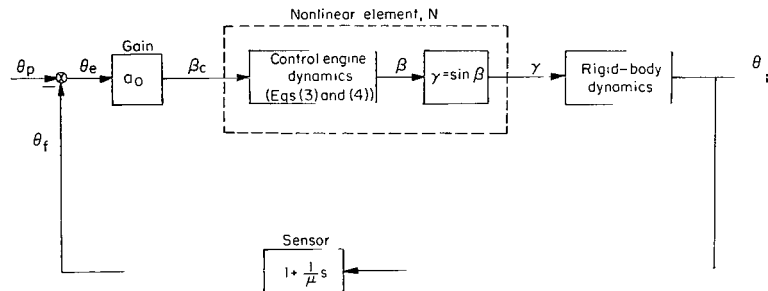 Nonlinear element, N
Gain
θp
θe
a₀
βc
Control engine
dynamics
(Eqs (3) and (4))
β
γ = sin β
γ
Rigid-body
dynamics
θi
−
θf
Sensor
1 + 1/μ s